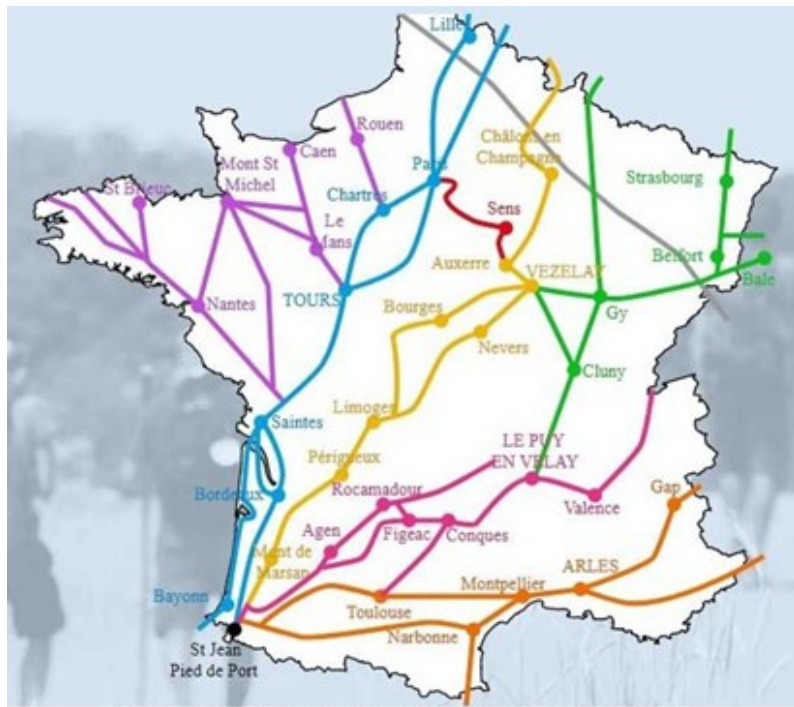 Lille
Rouen
Caen
Châlons en
Champagne
Mont St
Michel
Paris
St Brieuc
Strasbourg
Chartres
Sens
Le
Mans
Auxerre
VEZELAY
Belfort
Bale
TOURS
Nantes
Bourges
Gy
Nevers
Cluny
Limoges
Saintes
LE PUY
EN VELAY
Périgueux
Rocamadour
Bordeaux
Valence
Gap
Agen
Figeac
Conques
Mont de
Marsan
ARLES
Montpellier
Bayonn
Toulouse
Narbonne
St Jean
Pied de Port